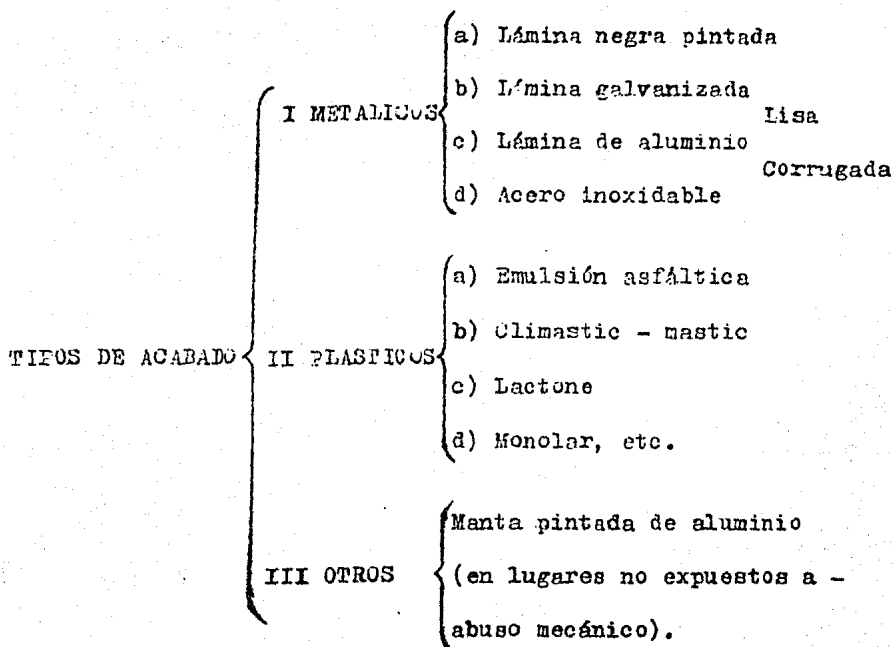 a) Lámina negra pintada
I METALICOS
b) Lámina galvanizada
Lisa
c) Lámina de aluminio
Corrugada
d) Acero inoxidable
a) Emulsión asfáltica
b) Climastic - mastic
TIPOS DE ACABADO
II PLASTICOS
c) Lactone
d) Monolar, etc.
Manta pintada de aluminio
III OTROS
(en lugares no expuestos a -
abuso mecánico).